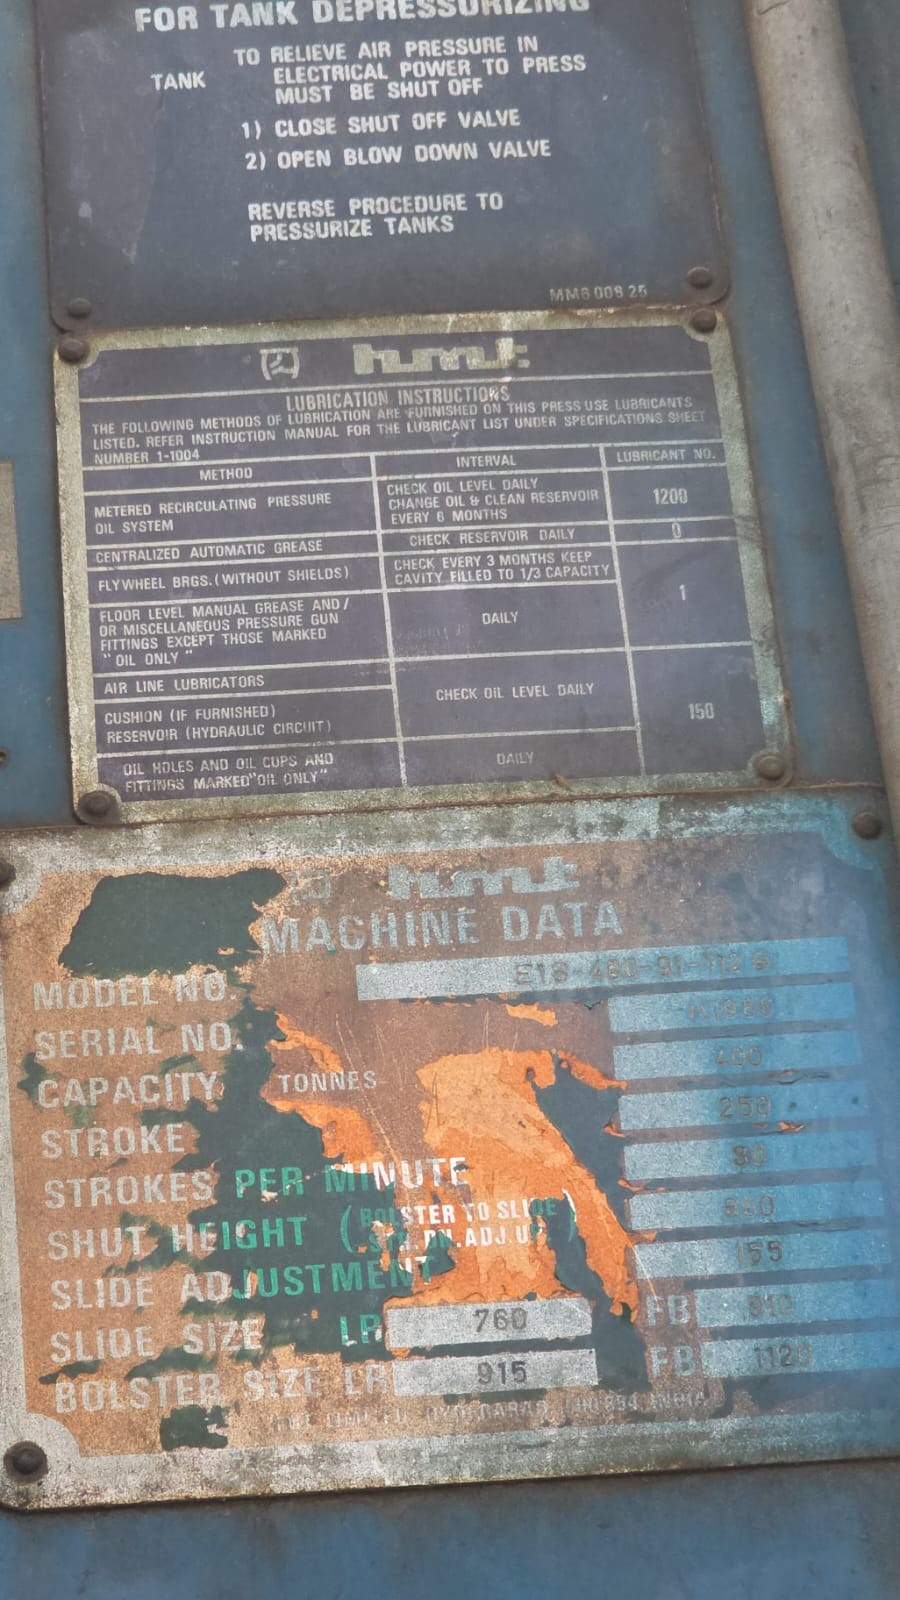 FOR TANK DEPRESSURIZING
TO RELIEVE AIR PRESSURE IN
TANK ELECTRICAL POWER TO PRESS
MUST BE SHUT OFF
1) CLOSE SHUT OFF VALVE
2) OPEN BLOW DOWN VALVE
REVERSE PROCEDURE TO
PRESSURIZE TANKS
MM6 008 25
hmt
LUBRICATION INSTRUCTIONS
THE FOLLOWING METHODS OF LUBRICATION ARE FURNISHED ON THIS PRESS USE LUBRICANTS
LISTED. REFER INSTRUCTION MANUAL FOR THE LUBRICANT LIST UNDER SPECIFICATIONS SHEET
NUMBER 1-1004
METHOD INTERVAL LUBRICANT NO.
METERED RECIRCULATING PRESSURE
OIL SYSTEM
CHECK OIL LEVEL DAILY
CHANGE OIL & CLEAN RESERVOIR
EVERY 6 MONTHS
1200
CENTRALIZED AUTOMATIC GREASE CHECK RESERVOIR DAILY 0
FLYWHEEL BRGS.(WITHOUT SHIELDS)
CHECK EVERY 3 MONTHS KEEP
CAVITY FILLED TO 1/3 CAPACITY
1
FLOOR LEVEL MANUAL GREASE AND/
OR MISCELLANEOUS PRESSURE GUN
FITTINGS EXCEPT THOSE MARKED
"OIL ONLY"
DAILY
AIR LINE LUBRICATORS
CHECK OIL LEVEL DAILY
CUSHION (IF FURNISHED)
RESERVOIR (HYDRAULIC CIRCUIT)
150
OIL HOLES AND OIL CUPS AND
FITTINGS MARKED "OIL ONLY"
DAILY
hmt
MACHINE DATA
MODEL NO.
SERIAL NO.
CAPACITY TONNES 400
STROKE 250
STROKES PER MINUTE
SHUT HEIGHT (BOLSTER TO SLIDE
STR.DN.ADJ.UP)
SLIDE ADJUSTMENT 155
SLIDE SIZE LR 760 FB 910
BOLSTER SIZE LR 915 FB 1120
HMT LIMITED, HYDERABAD, INDIA